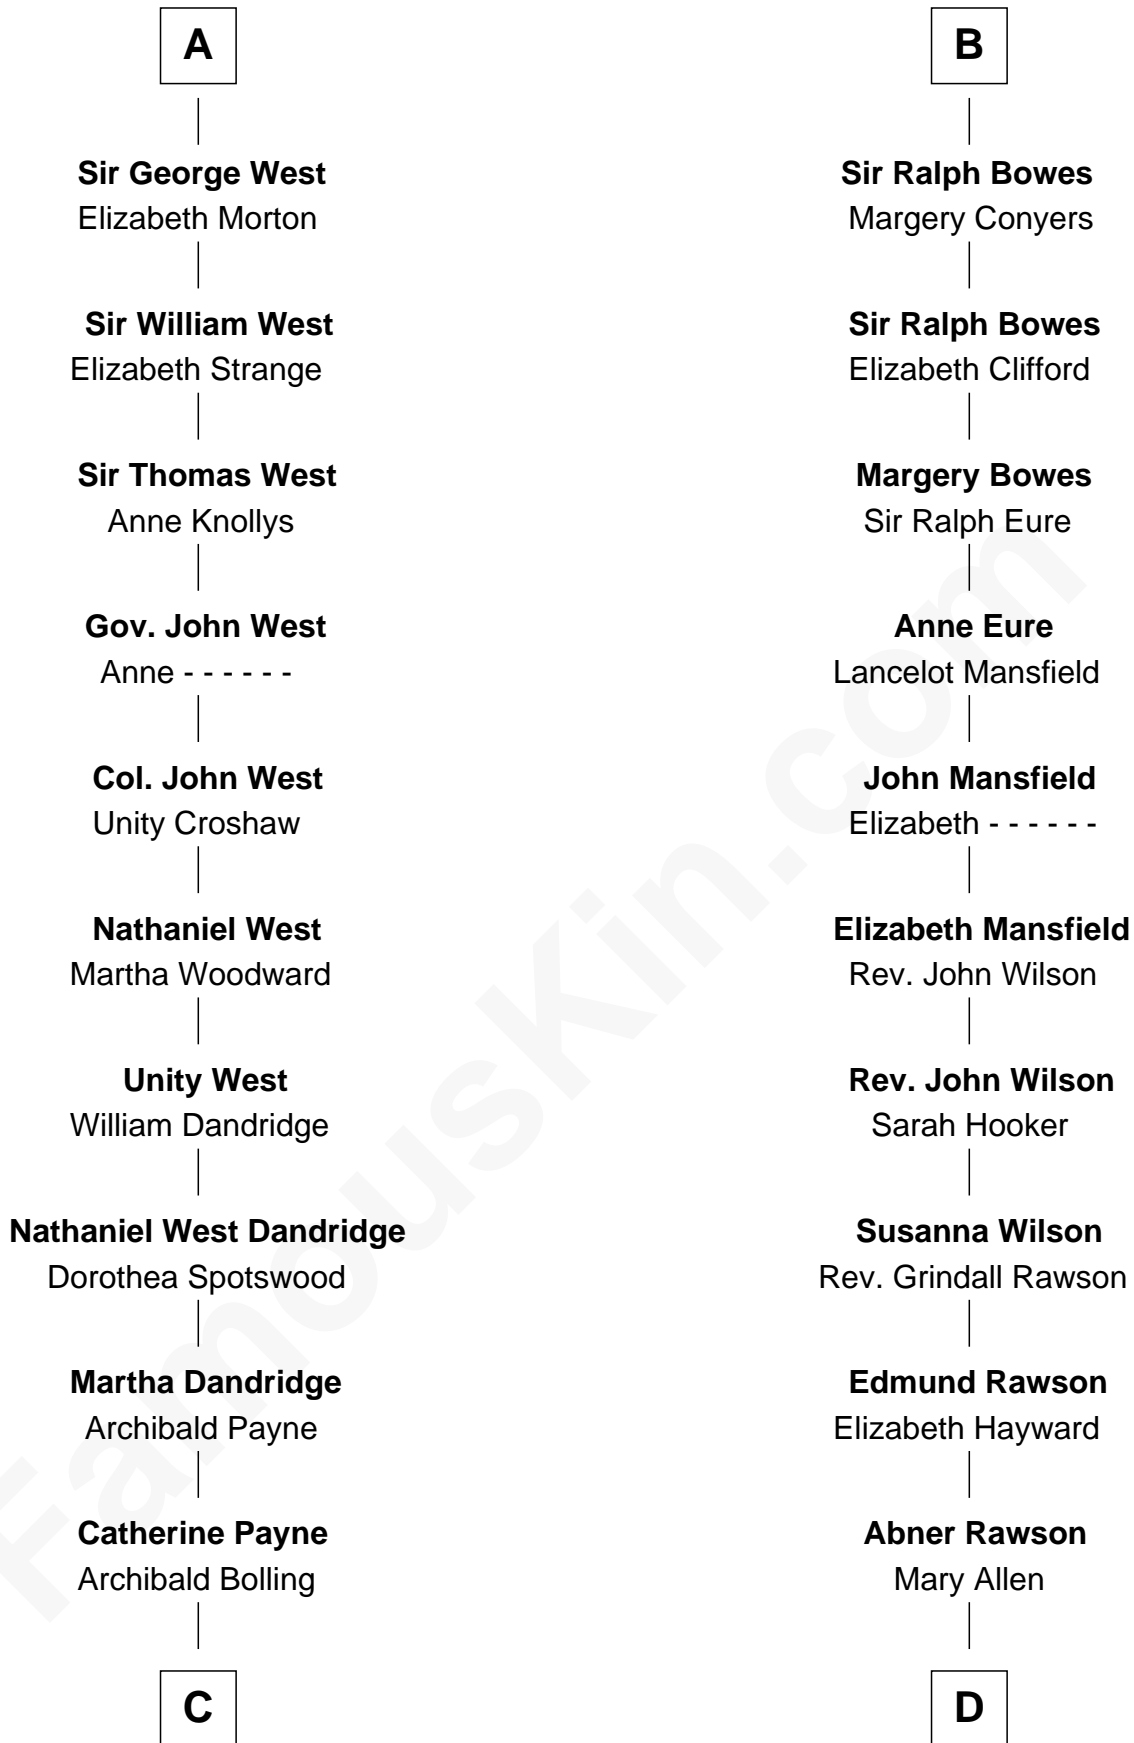 A
Sir George West
Elizabeth Morton
Sir William West
Elizabeth Strange
Sir Thomas West
Anne Knollys
Gov. John West
Anne - - - - - -
Col. John West
Unity Croshaw
Nathaniel West
Martha Woodward
Unity West
William Dandridge
Nathaniel West Dandridge
Dorothea Spotswood
Martha Dandridge
Archibald Payne
Catherine Payne
Archibald Bolling
C
B
Sir Ralph Bowes
Margery Conyers
Sir Ralph Bowes
Elizabeth Clifford
Margery Bowes
Sir Ralph Eure
Anne Eure
Lancelot Mansfield
John Mansfield
Elizabeth - - - - - -
Elizabeth Mansfield
Rev. John Wilson
Rev. John Wilson
Sarah Hooker
Susanna Wilson
Rev. Grindall Rawson
Edmund Rawson
Elizabeth Hayward
Abner Rawson
Mary Allen
D
FamousKin.com